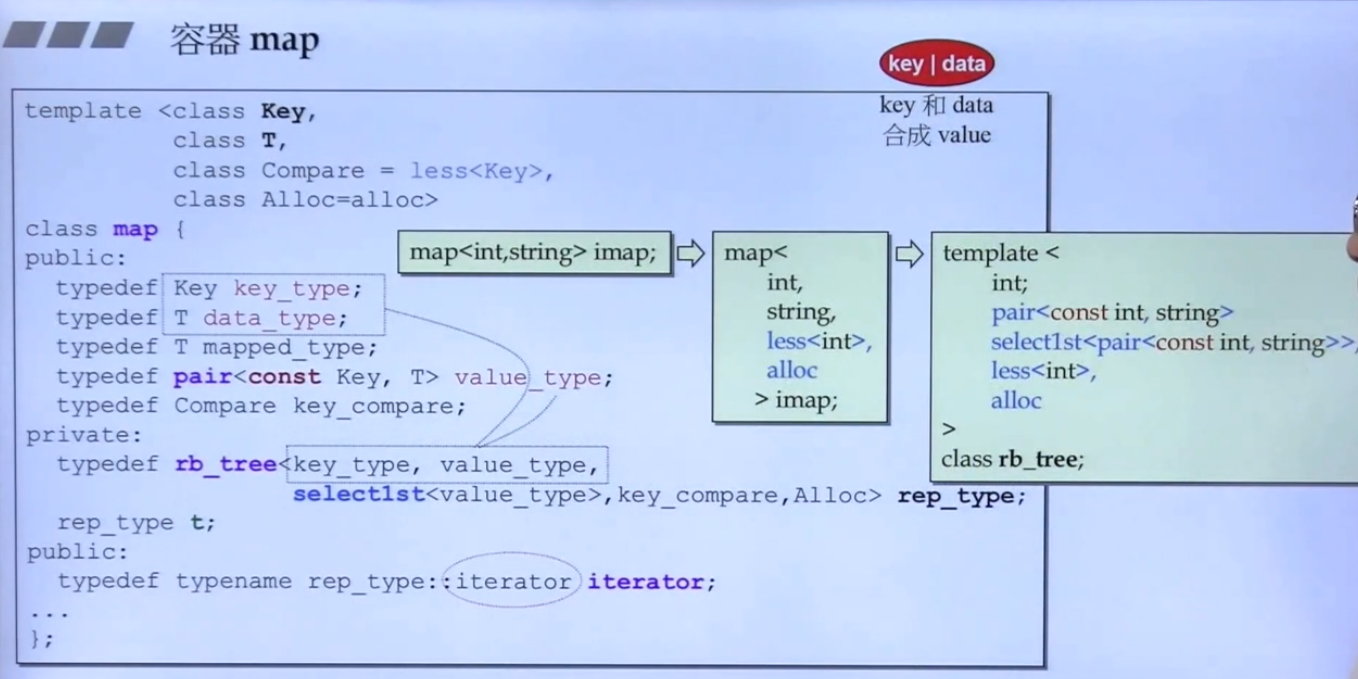 容器 map
key | data
key 和 data
合成 value
template <class Key,
class T,
class Compare = less<Key>,
class Alloc=alloc>
class map {
public:
typedef Key key_type;
typedef T data_type;
typedef T mapped_type;
typedef pair<const Key, T> value_type;
typedef Compare key_compare;
private:
typedef rb_tree<key_type, value_type,
select1st<value_type>,key_compare,Alloc> rep_type;
rep_type t;
public:
typedef typename rep_type::iterator iterator;
...
};
map<int,string> imap;
map<
int,
string,
less<int>,
alloc
> imap;
template <
int;
pair<const int, string>
select1st<pair<const int, string>>,
less<int>,
alloc
>
class rb_tree;